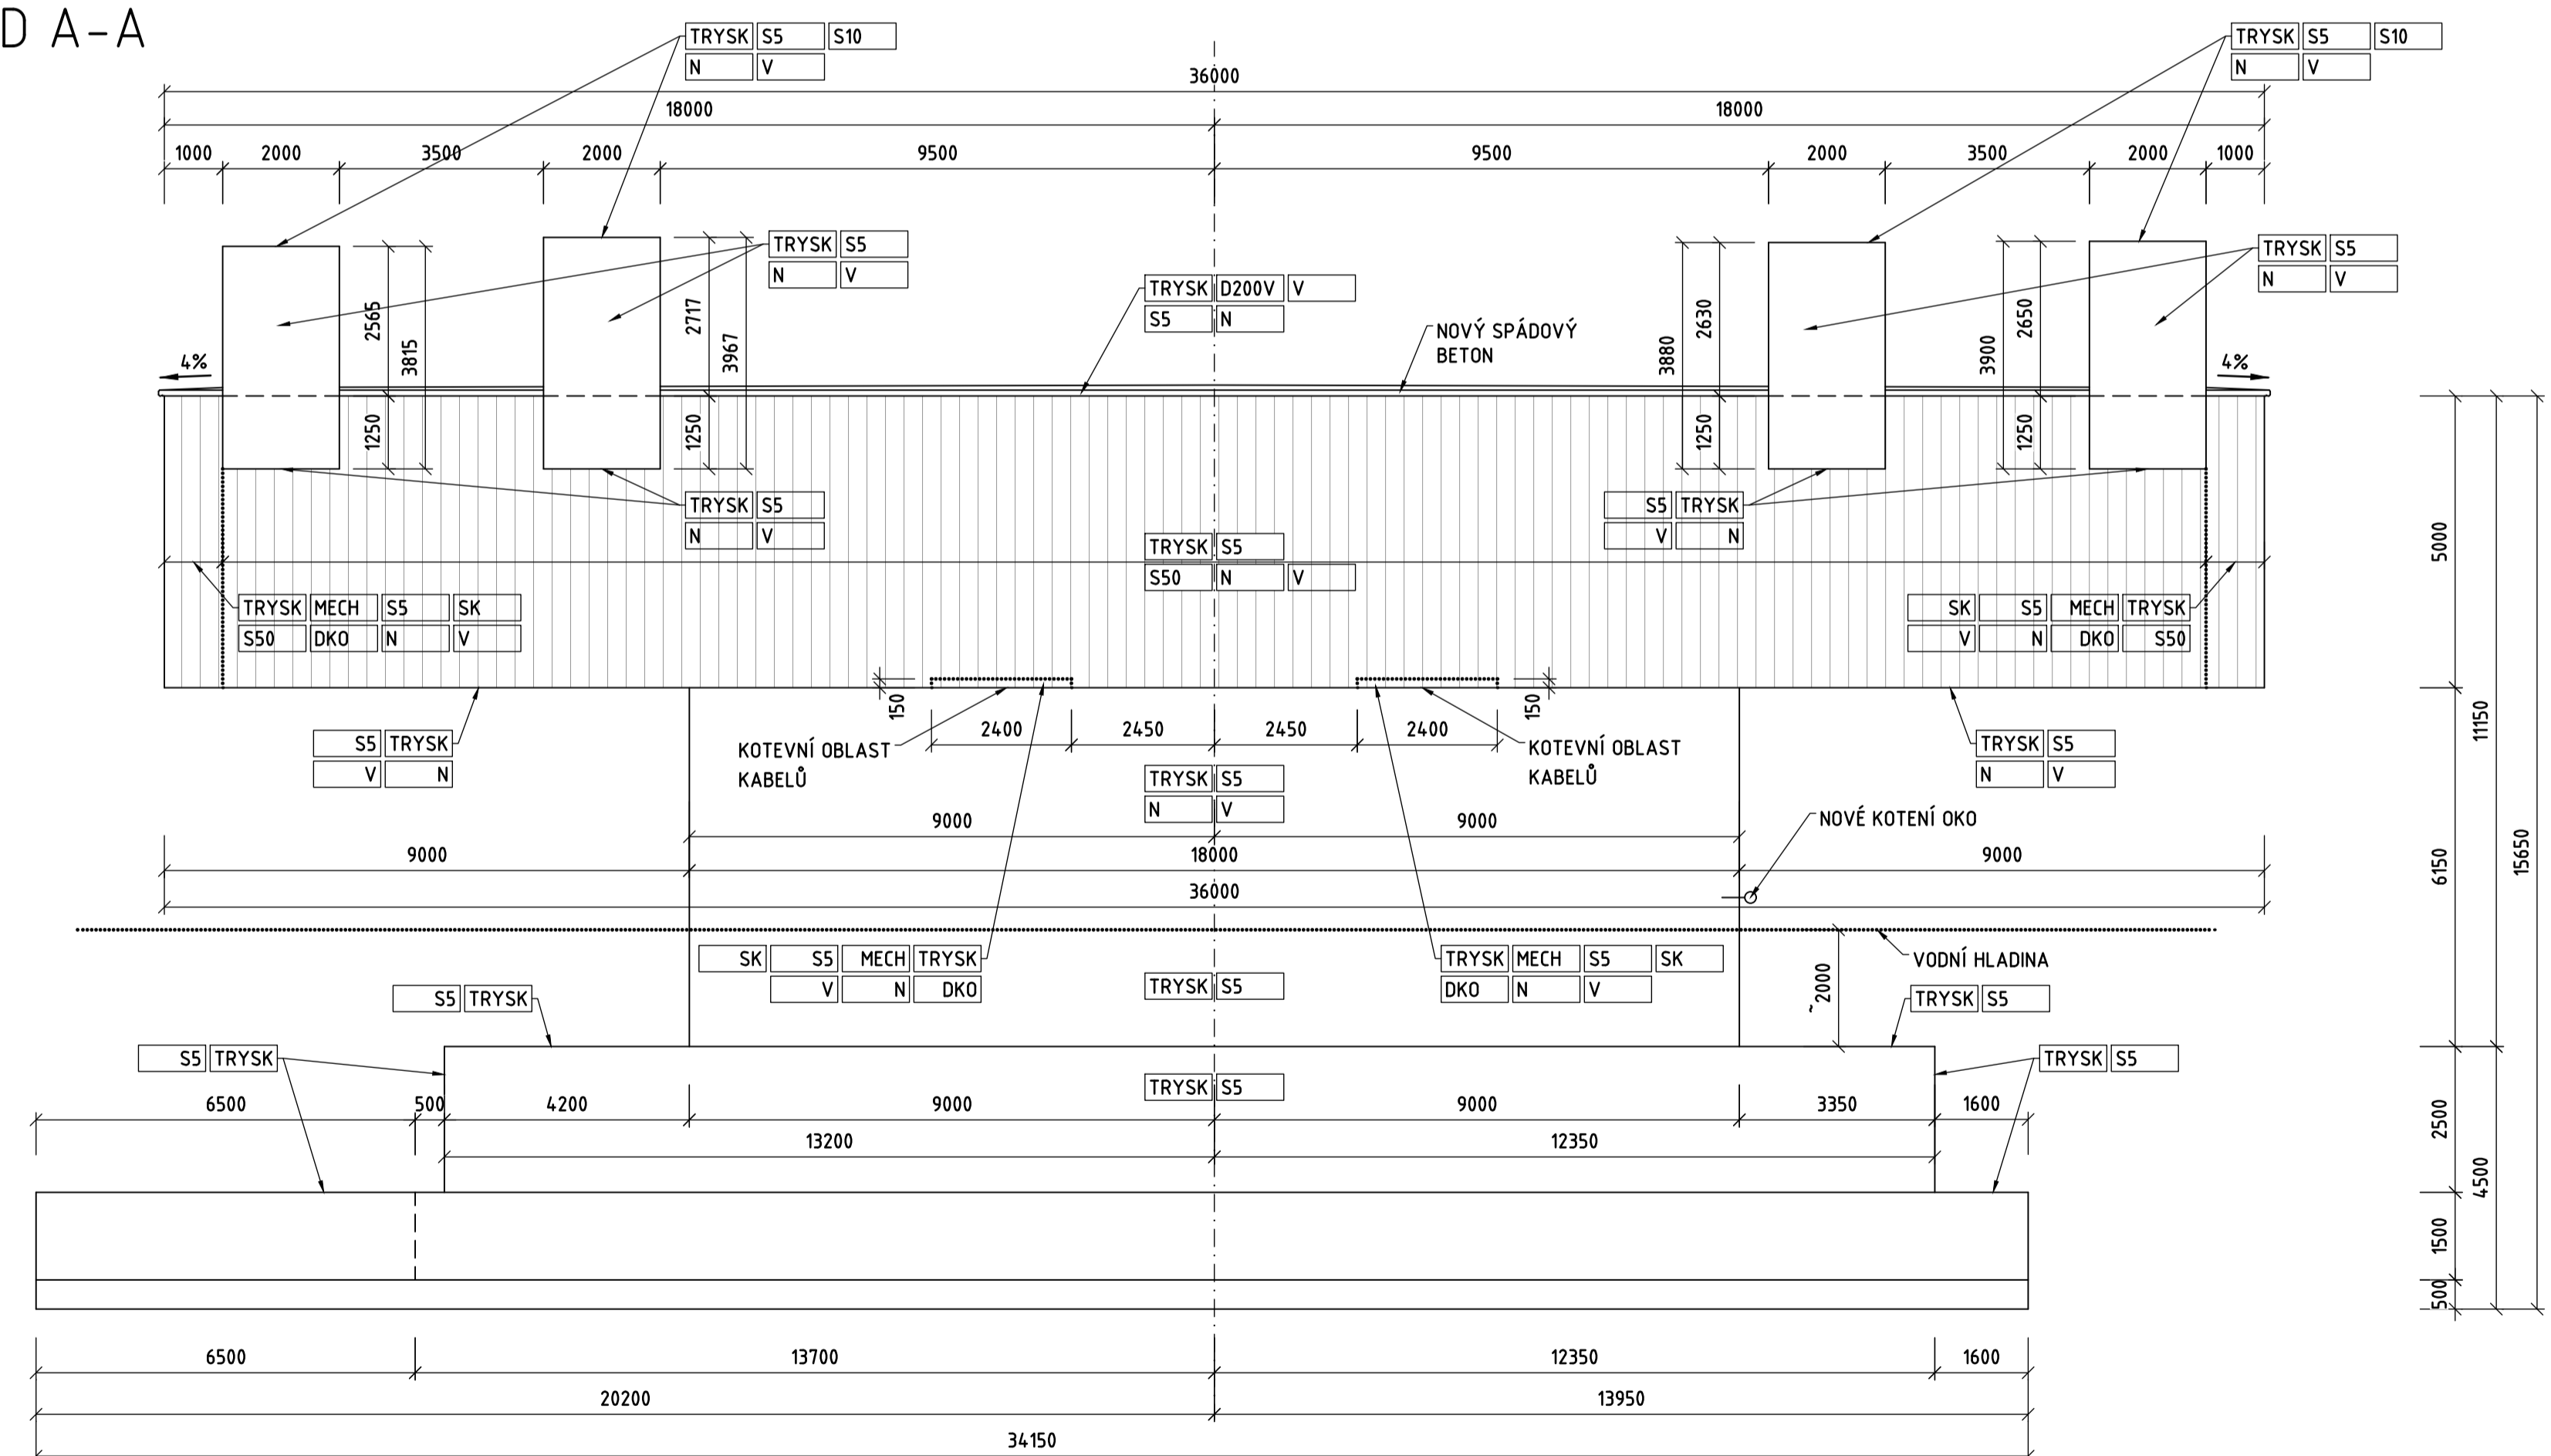 D A-A
TRYSK S5 S10
N V
TRYSK S5 S10
N V
36000
18000 18000
1000 2000 3500 2000 9500 9500 2000 3500 2000 1000
TRYSK S5
N V
TRYSK S5
N V
2565
3815
1250
2717
3967
1250
TRYSK D200V V
S5 N
NOVÝ SPÁDOVÝ
BETON
3880
2630
1250
3900
2650
1250
4%
4%
TRYSK S5
N V
S5 TRYSK
V N
TRYSK S5
S50 N V
TRYSK MECH S5 SK
S50 DKO N V
SK S5 MECH TRYSK
V N DKO S50
5000
150
150
2400 2450 2450 2400
S5 TRYSK
V N
KOTEVNÍ OBLAST
KABELŮ
KOTEVNÍ OBLAST
KABELŮ
TRYSK S5
N V
TRYSK S5
N V
11150
15650
6150
9000 9000
NOVÉ KOTENÍ OKO
9000 18000 9000
36000
SK S5 MECH TRYSK
V N DKO
TRYSK S5
TRYSK MECH S5 SK
DKO N V
VODNÍ HLADINA
~2000
S5 TRYSK
TRYSK S5
S5 TRYSK
TRYSK S5
TRYSK S5
6500 500 4200 9000 9000 3350 1600
13200 12350
2500
4500
1500
500
6500 13700 12350 1600
20200 13950
34150